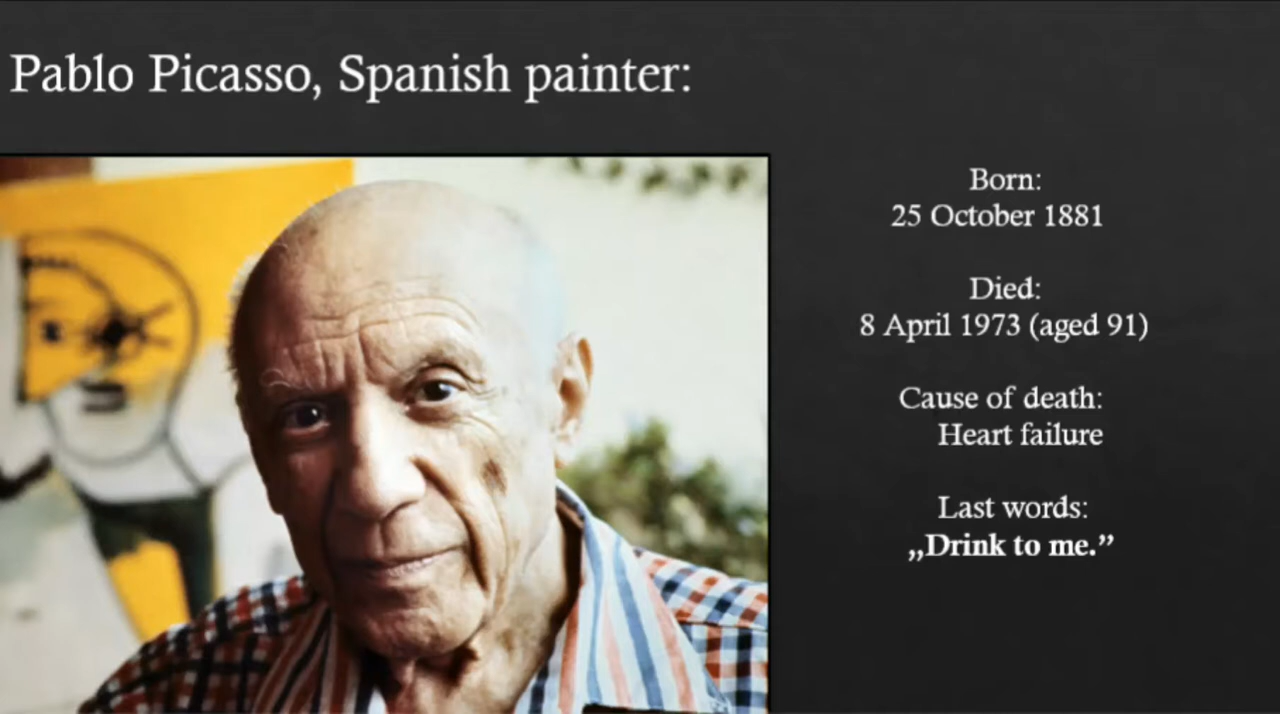 Pablo Picasso, Spanish painter:
Born:
25 October 1881
Died:
8 April 1973 (aged 91)
Cause of death:
Heart failure
Last words:
„Drink to me.”